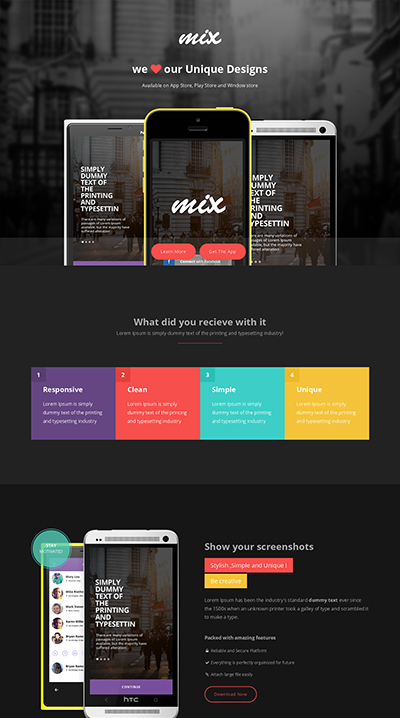 mix
we our Unique Designs
Available on App Store, Play Store and Window store
SIMPLY
DUMMY
TEXT OF
THE
PRINTING
AND
TYPESETTIN
There are many variations of
passages of Lorem Ipsum
available, but the majority have
suffered alteration
mix
Learn More
Get The App
Connect with Facebook
SIMPLY
DUMMY
TEXT OF
THE
PRINTING
AND
TYPESETTIN
There are many variations of
passages of Lorem Ipsum
available, but the majority have
suffered alteration
What did you recieve with it
Lorem Ipsum is simply dummy text of the printing and typesetting industry!
1
Responsive
Lorem Ipsum is simply
dummy text of the printing
and typesetting industry
2
Clean
Lorem Ipsum is simply
dummy text of the printing
and typesetting industry
3
Simple
Lorem Ipsum is simply
dummy text of the printing
and typesetting industry
4
Unique
Lorem Ipsum is simply
dummy text of the printing
and typesetting industry
STAY
MOTIVATED
SIMPLY
DUMMY
TEXT OF
THE
PRINTING
AND
TYPESETTIN
There are many variations of
passages of Lorem Ipsum
available, but the majority have
suffered alteration
CONTINUE
hTC
Show your screenshots
Stylish ,Simple and Unique !
Be creative
Lorem Ipsum has been the industry's standard dummy text ever since
the 1500s when an unknown printer took a galley of type and scrambled it
to make a type.
Packed with amazing features
Reliable and Secure Platform
Everything is perfectly organized for future
Attach large file easily
Download Now